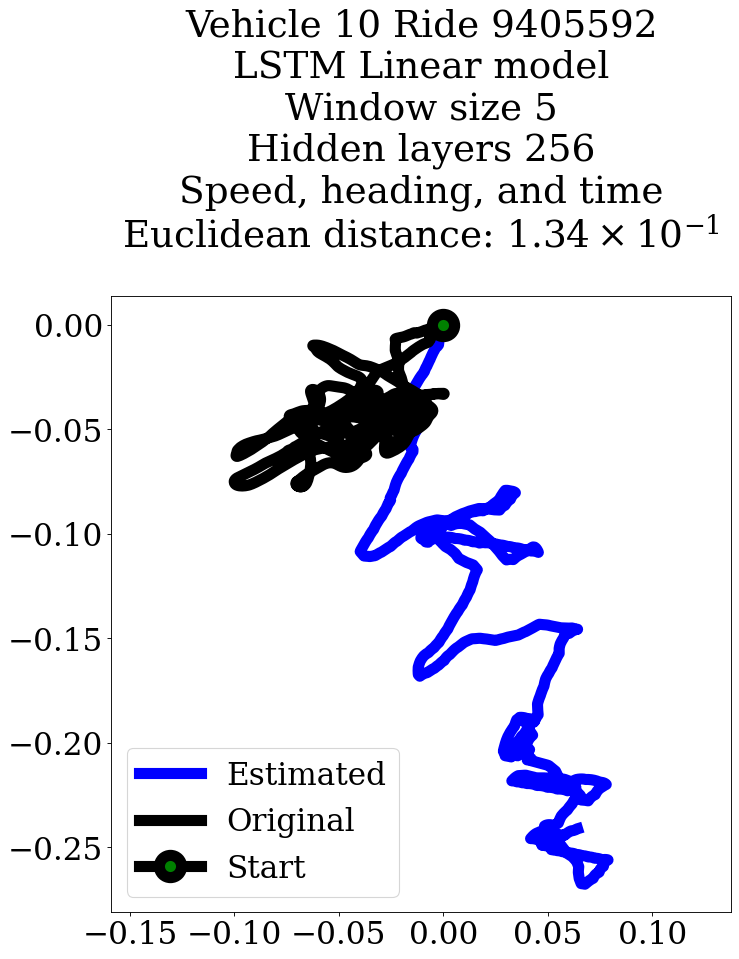 Vehicle 10 Ride 9405592
LSTM Linear model
Window size 5
Hidden layers 256
Speed, heading, and time
Euclidean distance: 1.34 × 10⁻¹
0.00
−0.05
−0.10
−0.15
−0.20
−0.25
Estimated
Original
Start
−0.15 −0.10 −0.05 0.00 0.05 0.10